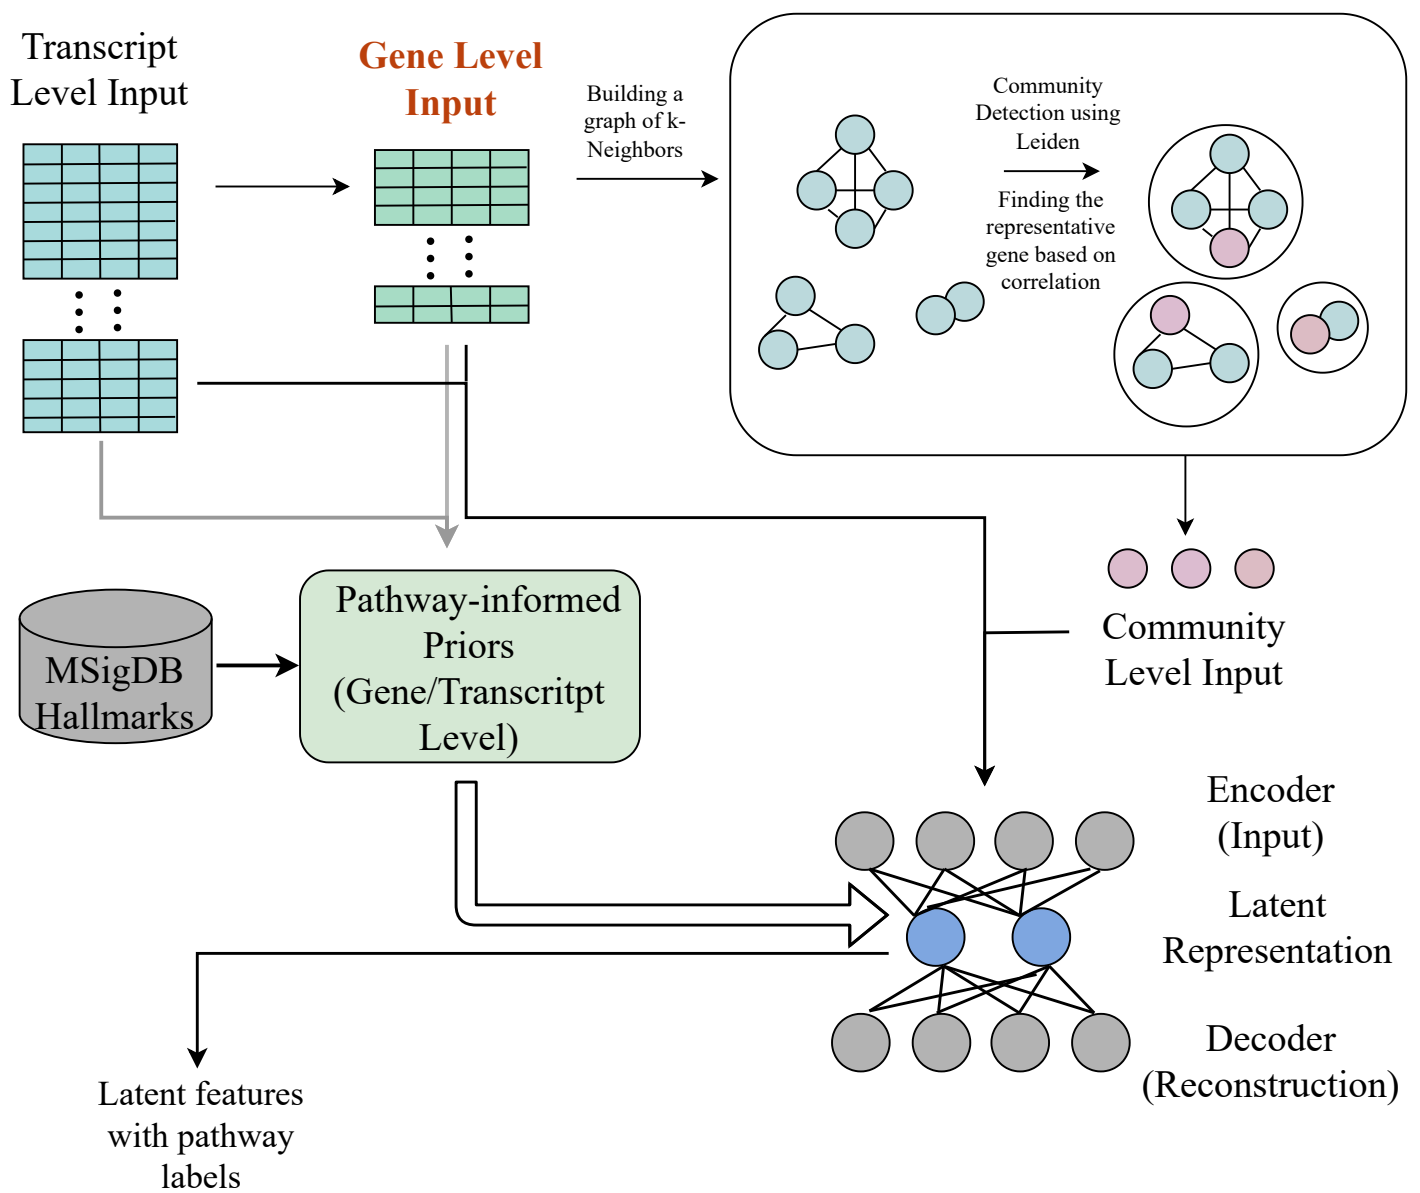 Transcript
Level Input
Gene Level
Input
Building a
graph of k-
Neighbors
Community
Detection using
Leiden
Finding the
representative
gene based on
correlation
Community
Level Input
MSigDB
Hallmarks
Pathway-informed
Priors
(Gene/Transcritpt
Level)
Encoder
(Input)
Latent
Representation
Decoder
(Reconstruction)
Latent features
with pathway
labels